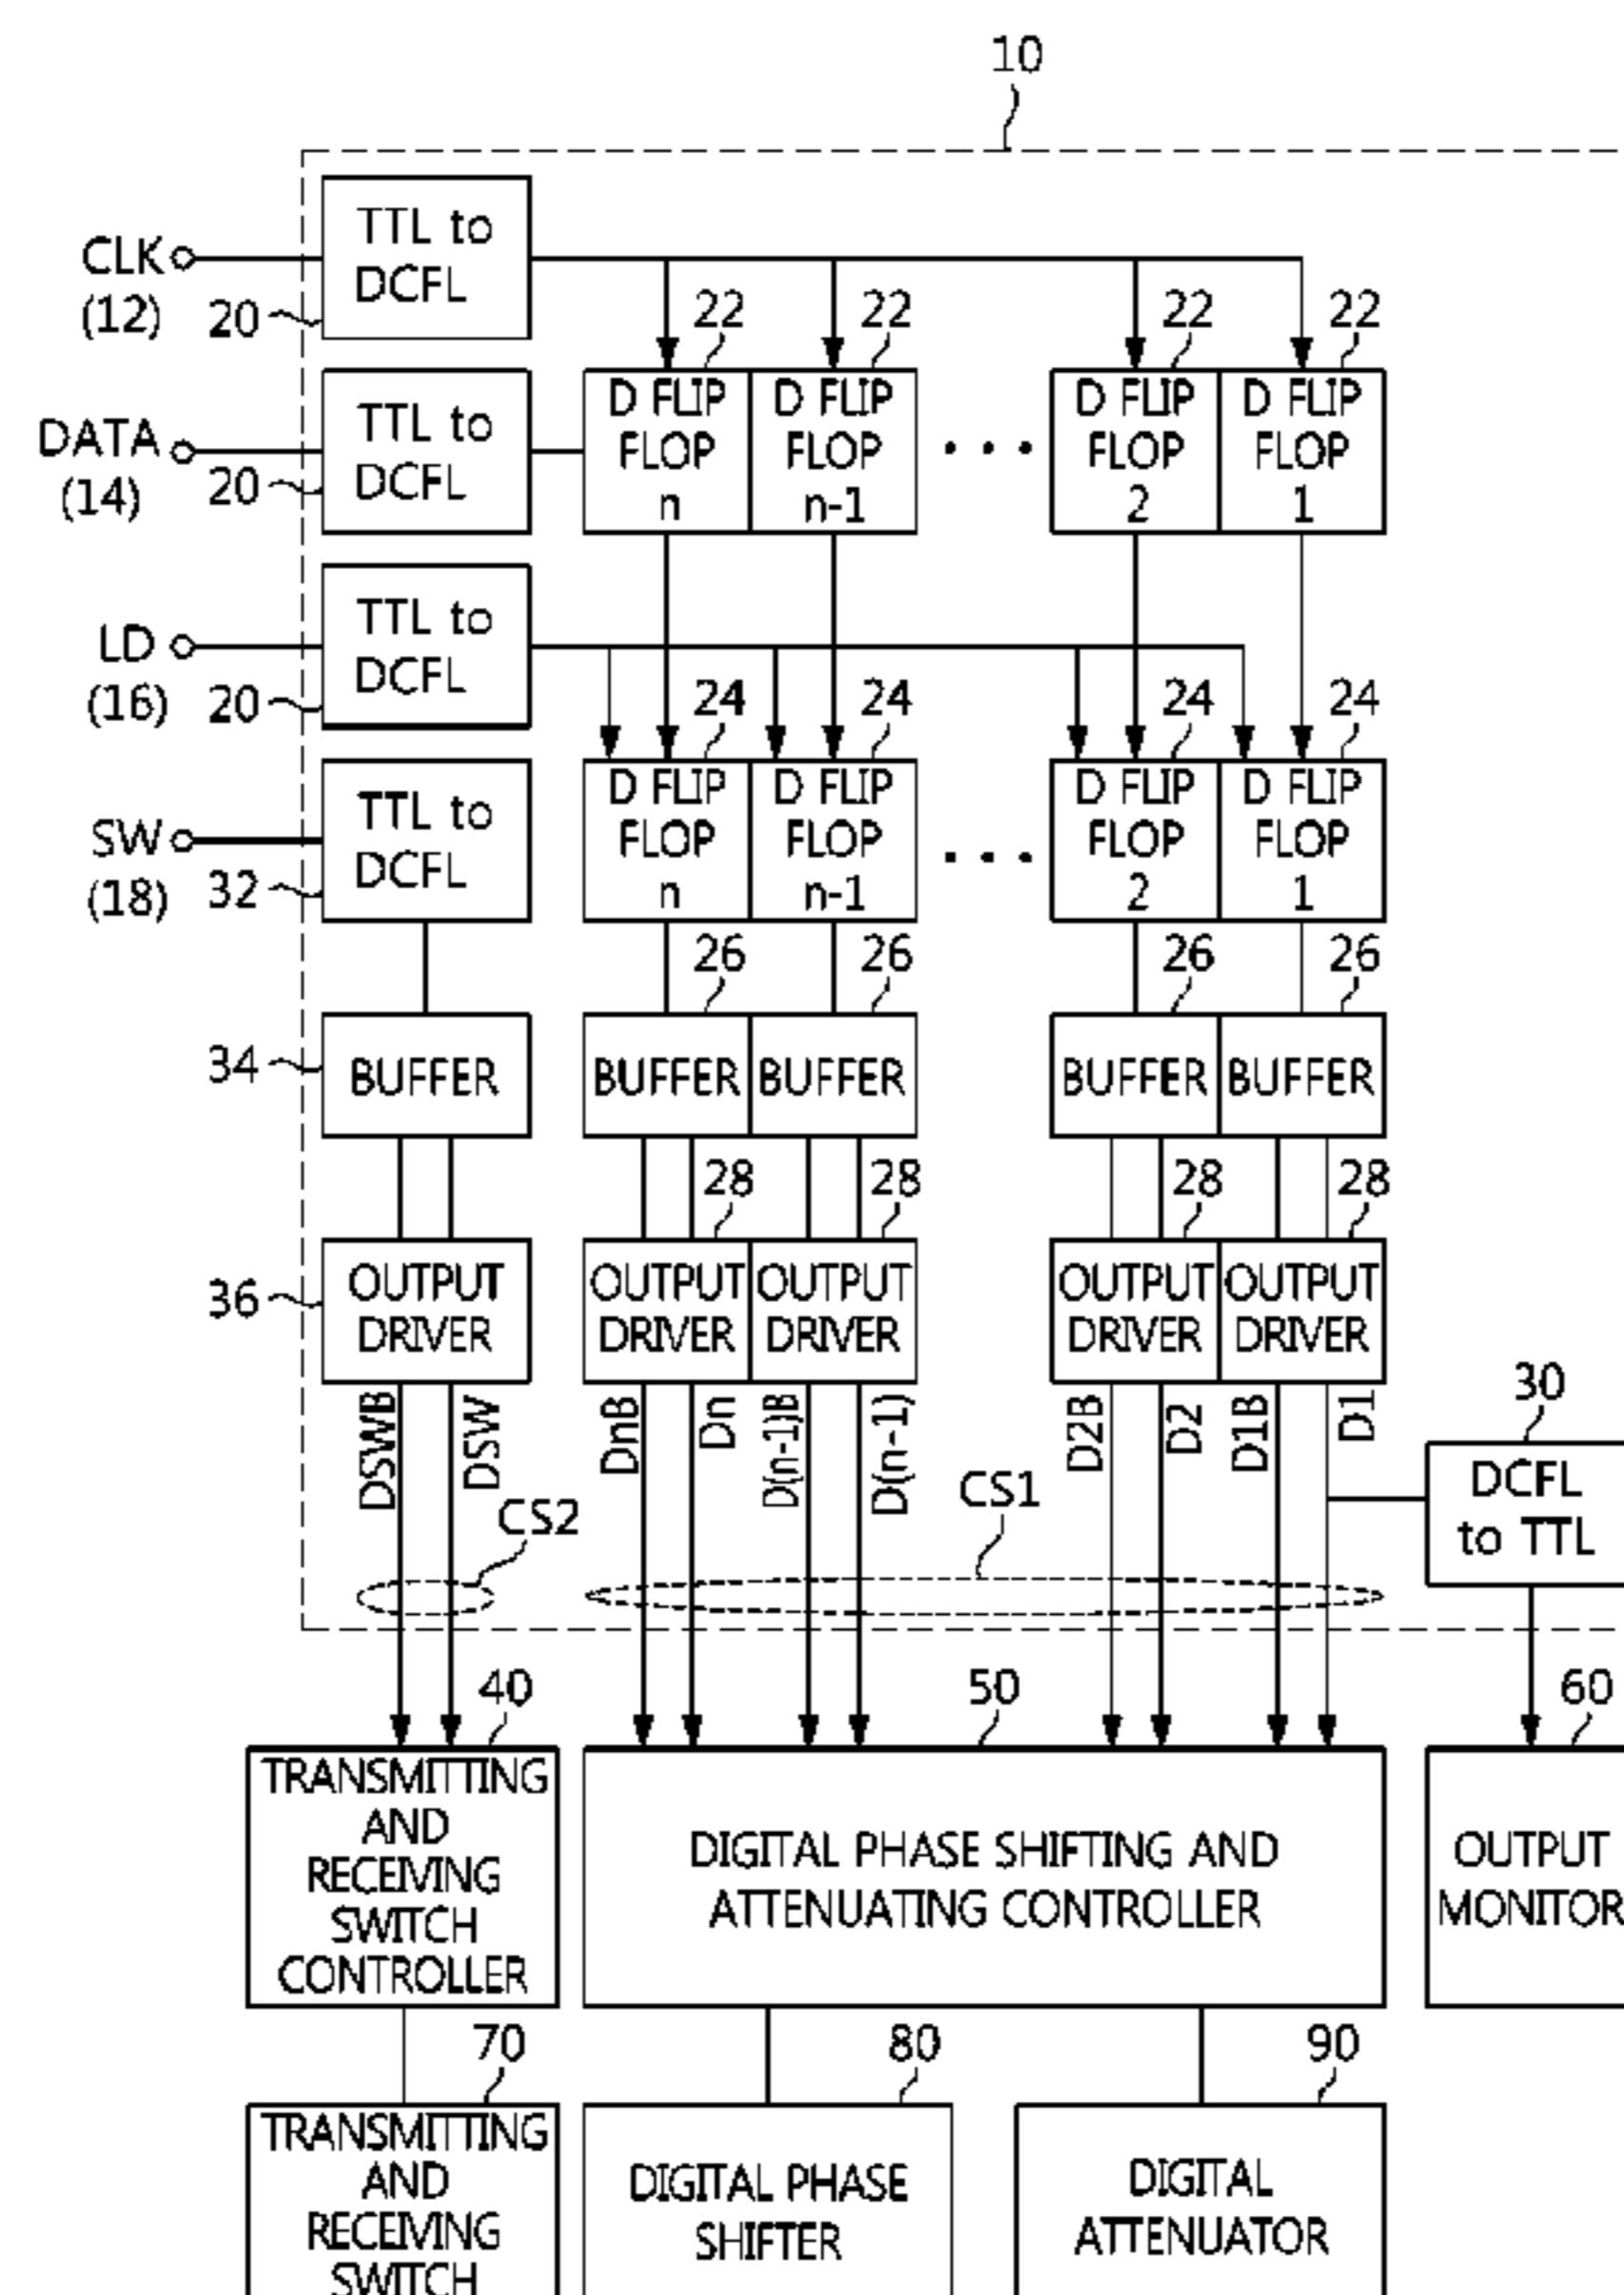 10
CLK
(12)
20
TTL to
DCFL
22 22 22 22
DATA
(14)
20
TTL to
DCFL
D FLIP
FLOP
n
D FLIP
FLOP
n-1
• • •
D FLIP
FLOP
2
D FLIP
FLOP
1
LD
(16)
20
TTL to
DCFL
24 24 24 24
SW
(18)
32
TTL to
DCFL
D FLIP
FLOP
n
D FLIP
FLOP
n-1
• • •
D FLIP
FLOP
2
D FLIP
FLOP
1
26 26 26 26
34
BUFFER
BUFFER
BUFFER
BUFFER
BUFFER
28 28 28 28
36
OUTPUT
DRIVER
OUTPUT
DRIVER
OUTPUT
DRIVER
OUTPUT
DRIVER
OUTPUT
DRIVER
DSWB
DSW
DnB
Dn
D(n-1)B
D(n-1)
D2B
D2
D1B
D1
30
DCFL
to TTL
CS2
CS1
40
50
60
TRANSMITTING
AND
RECEIVING
SWITCH
CONTROLLER
DIGITAL PHASE SHIFTING AND
ATTENUATING CONTROLLER
OUTPUT
MONITOR
70
80
90
TRANSMITTING
AND
RECEIVING
SWITCH
DIGITAL PHASE
SHIFTER
DIGITAL
ATTENUATOR